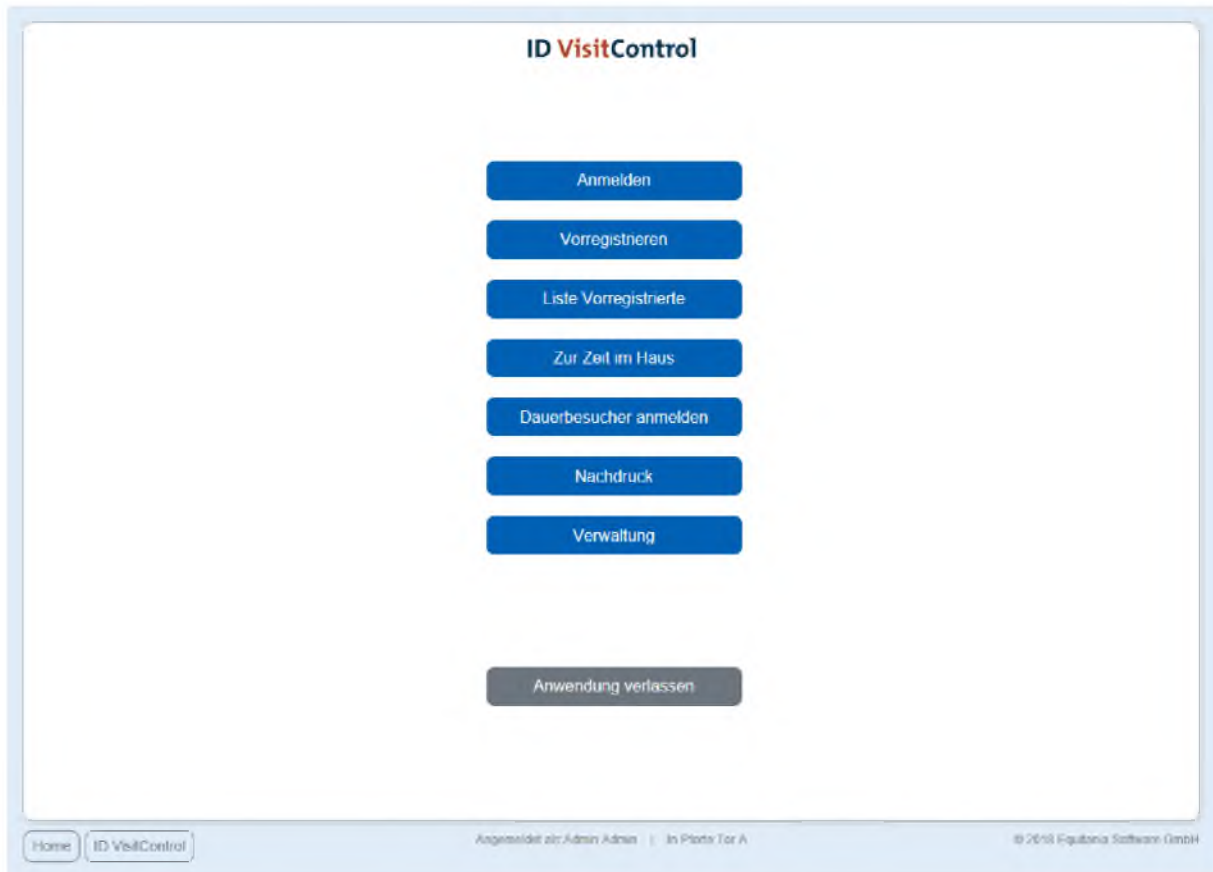 ID VisitControl
Anmelden
Vorregistrieren
Liste Vorregistrierte
Zur Zeit im Haus
Dauerbesucher anmelden
Nachdruck
Verwaltung
Anwendung verlassen
Home
ID VisitControl
Angemeldet als: Admin Admin | In Pforte Tor A
© 2018 Equitania Software GmbH